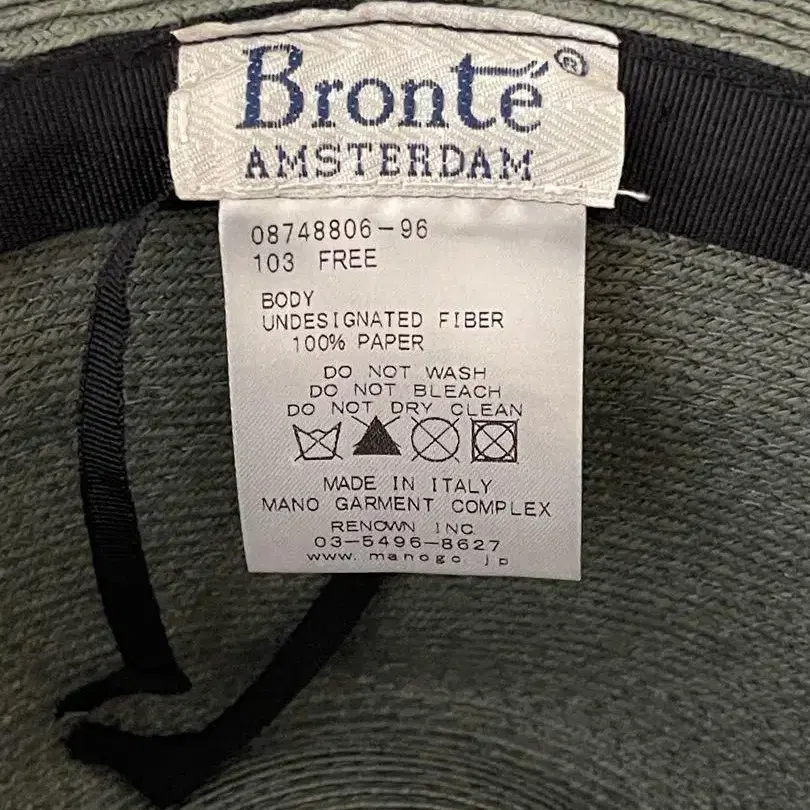 Bronté®
AMSTERDAM
08748806-96
103 FREE
BODY
UNDESIGNATED FIBER
100% PAPER
DO NOT WASH
DO NOT BLEACH
DO NOT DRY CLEAN
MADE IN ITALY
MANO GARMENT COMPLEX
RENOWN INC.
03-5496-8627
www.manogc.jp